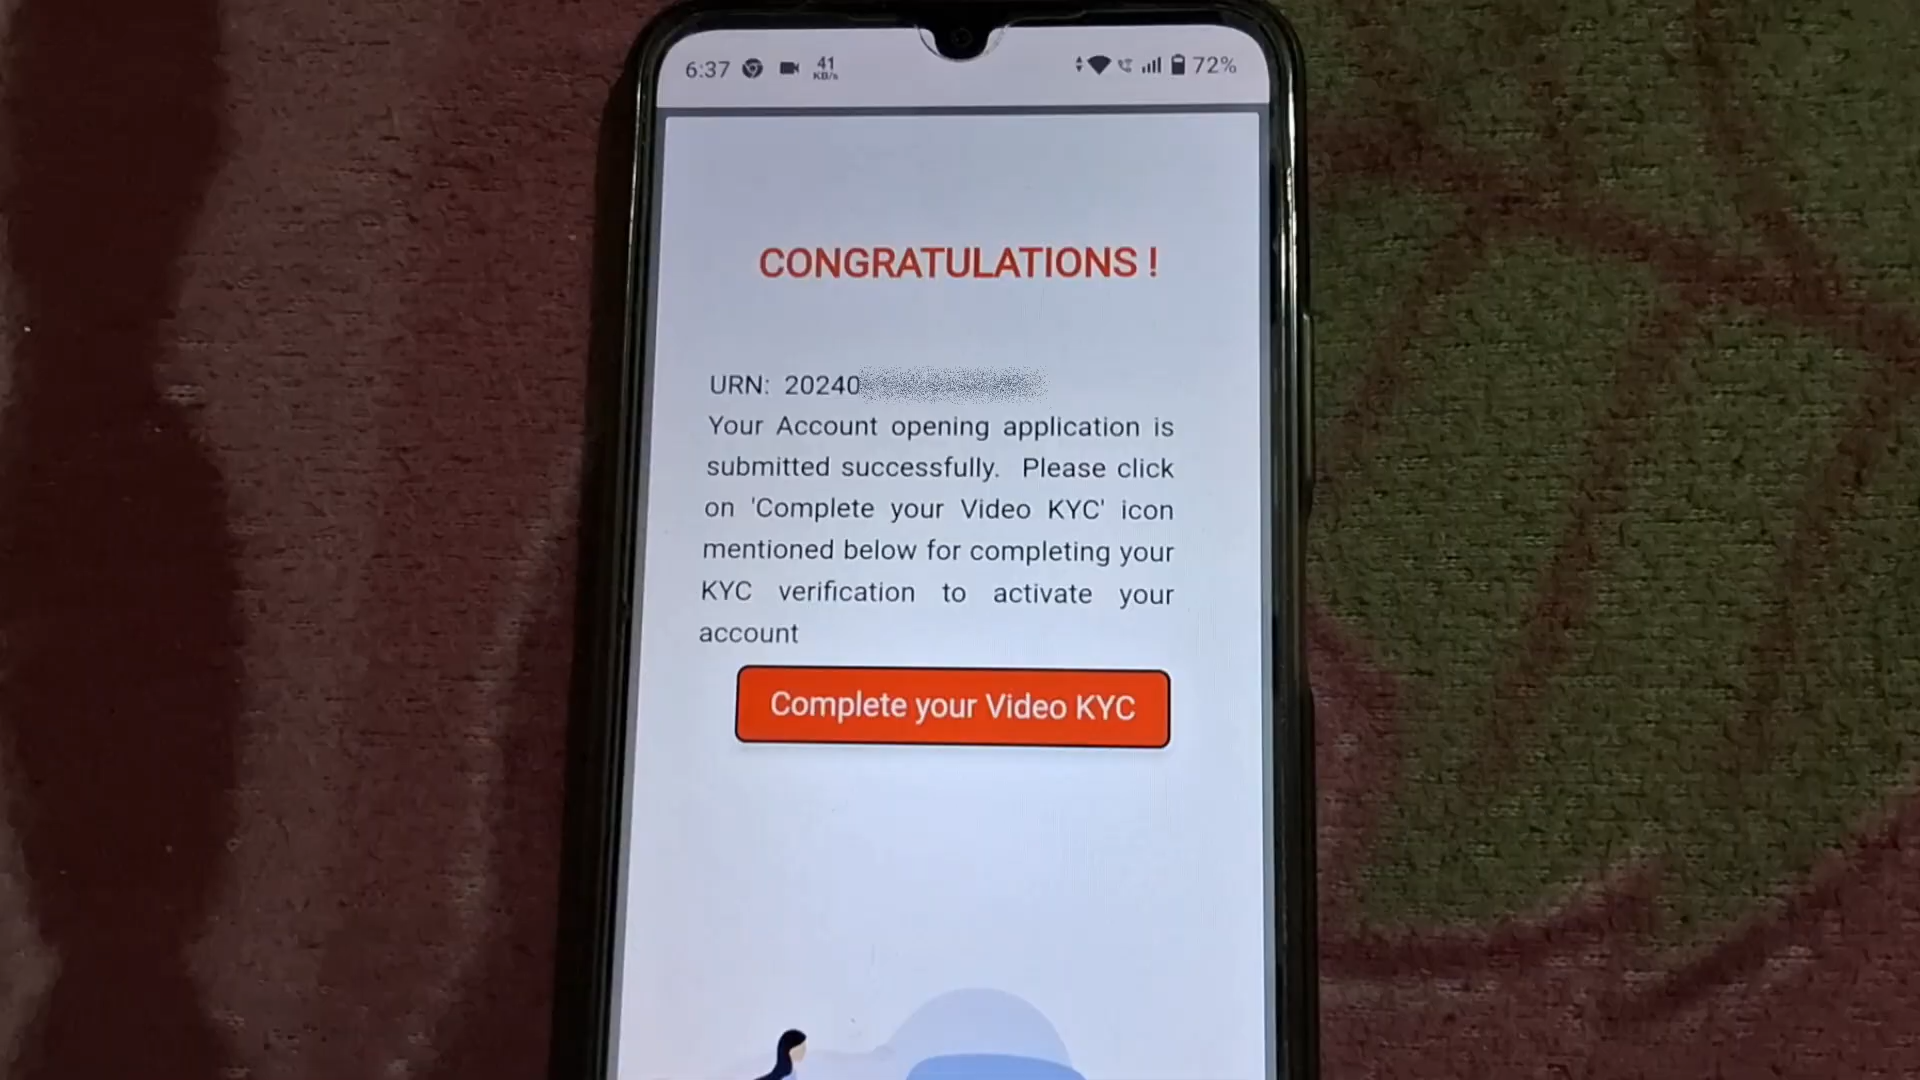 6:37 41 KB/s 72%
CONGRATULATIONS !
URN: 20240
Your Account opening application is
submitted successfully. Please click
on 'Complete your Video KYC' icon
mentioned below for completing your
KYC verification to activate your
account
Complete your Video KYC